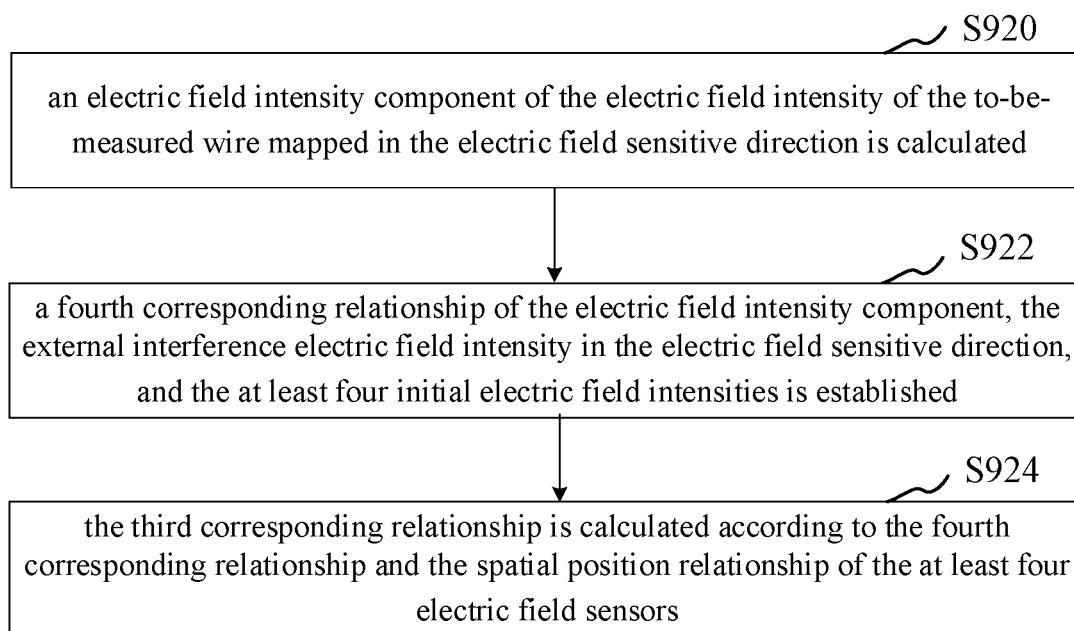 S920
an electric field intensity component of the electric field intensity of the to-be-
measured wire mapped in the electric field sensitive direction is calculated
S922
a fourth corresponding relationship of the electric field intensity component, the
external interference electric field intensity in the electric field sensitive direction,
and the at least four initial electric field intensities is established
S924
the third corresponding relationship is calculated according to the fourth
corresponding relationship and the spatial position relationship of the at least four
electric field sensors